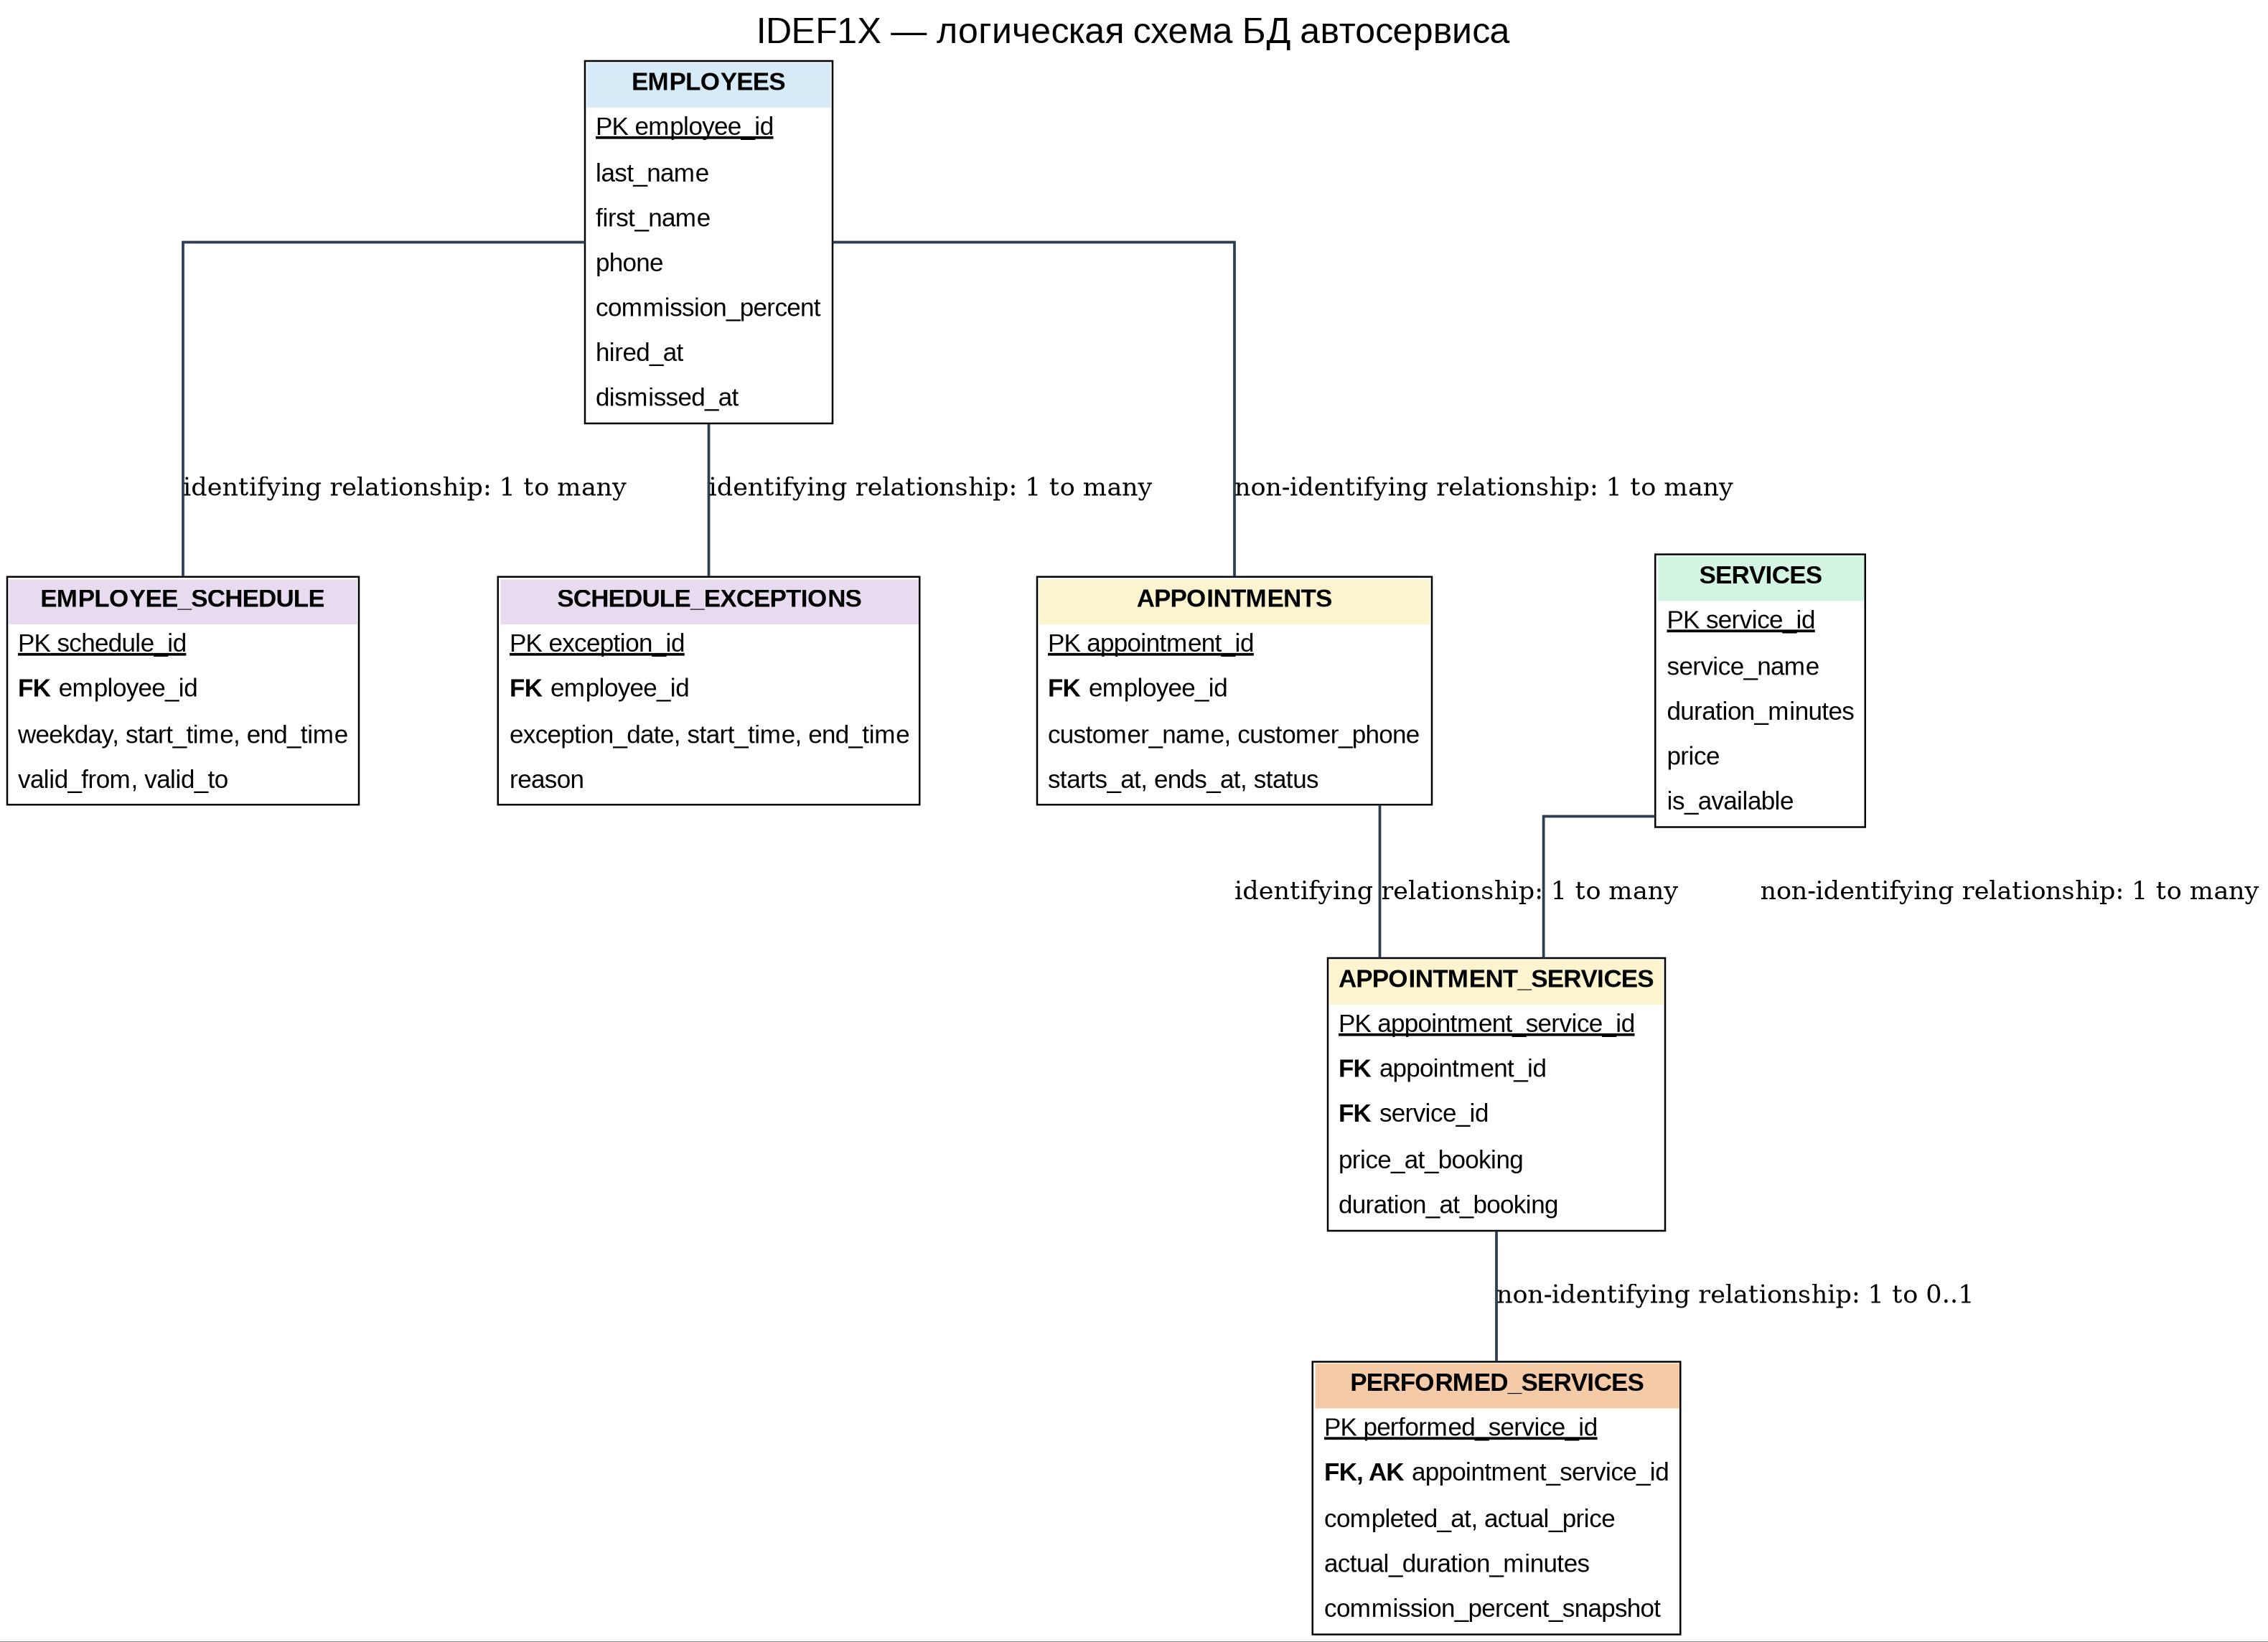 IDEF1X — логическая схема БД автосервиса
EMPLOYEES
PK employee_id
last_name
first_name
phone
commission_percent
hired_at
dismissed_at
identifying relationship: 1 to many
identifying relationship: 1 to many
non-identifying relationship: 1 to many
EMPLOYEE_SCHEDULE
PK schedule_id
FK employee_id
weekday, start_time, end_time
valid_from, valid_to
SCHEDULE_EXCEPTIONS
PK exception_id
FK employee_id
exception_date, start_time, end_time
reason
APPOINTMENTS
PK appointment_id
FK employee_id
customer_name, customer_phone
starts_at, ends_at, status
SERVICES
PK service_id
service_name
duration_minutes
price
is_available
identifying relationship: 1 to many
non-identifying relationship: 1 to many
APPOINTMENT_SERVICES
PK appointment_service_id
FK appointment_id
FK service_id
price_at_booking
duration_at_booking
non-identifying relationship: 1 to 0..1
PERFORMED_SERVICES
PK performed_service_id
FK, AK appointment_service_id
completed_at, actual_price
actual_duration_minutes
commission_percent_snapshot